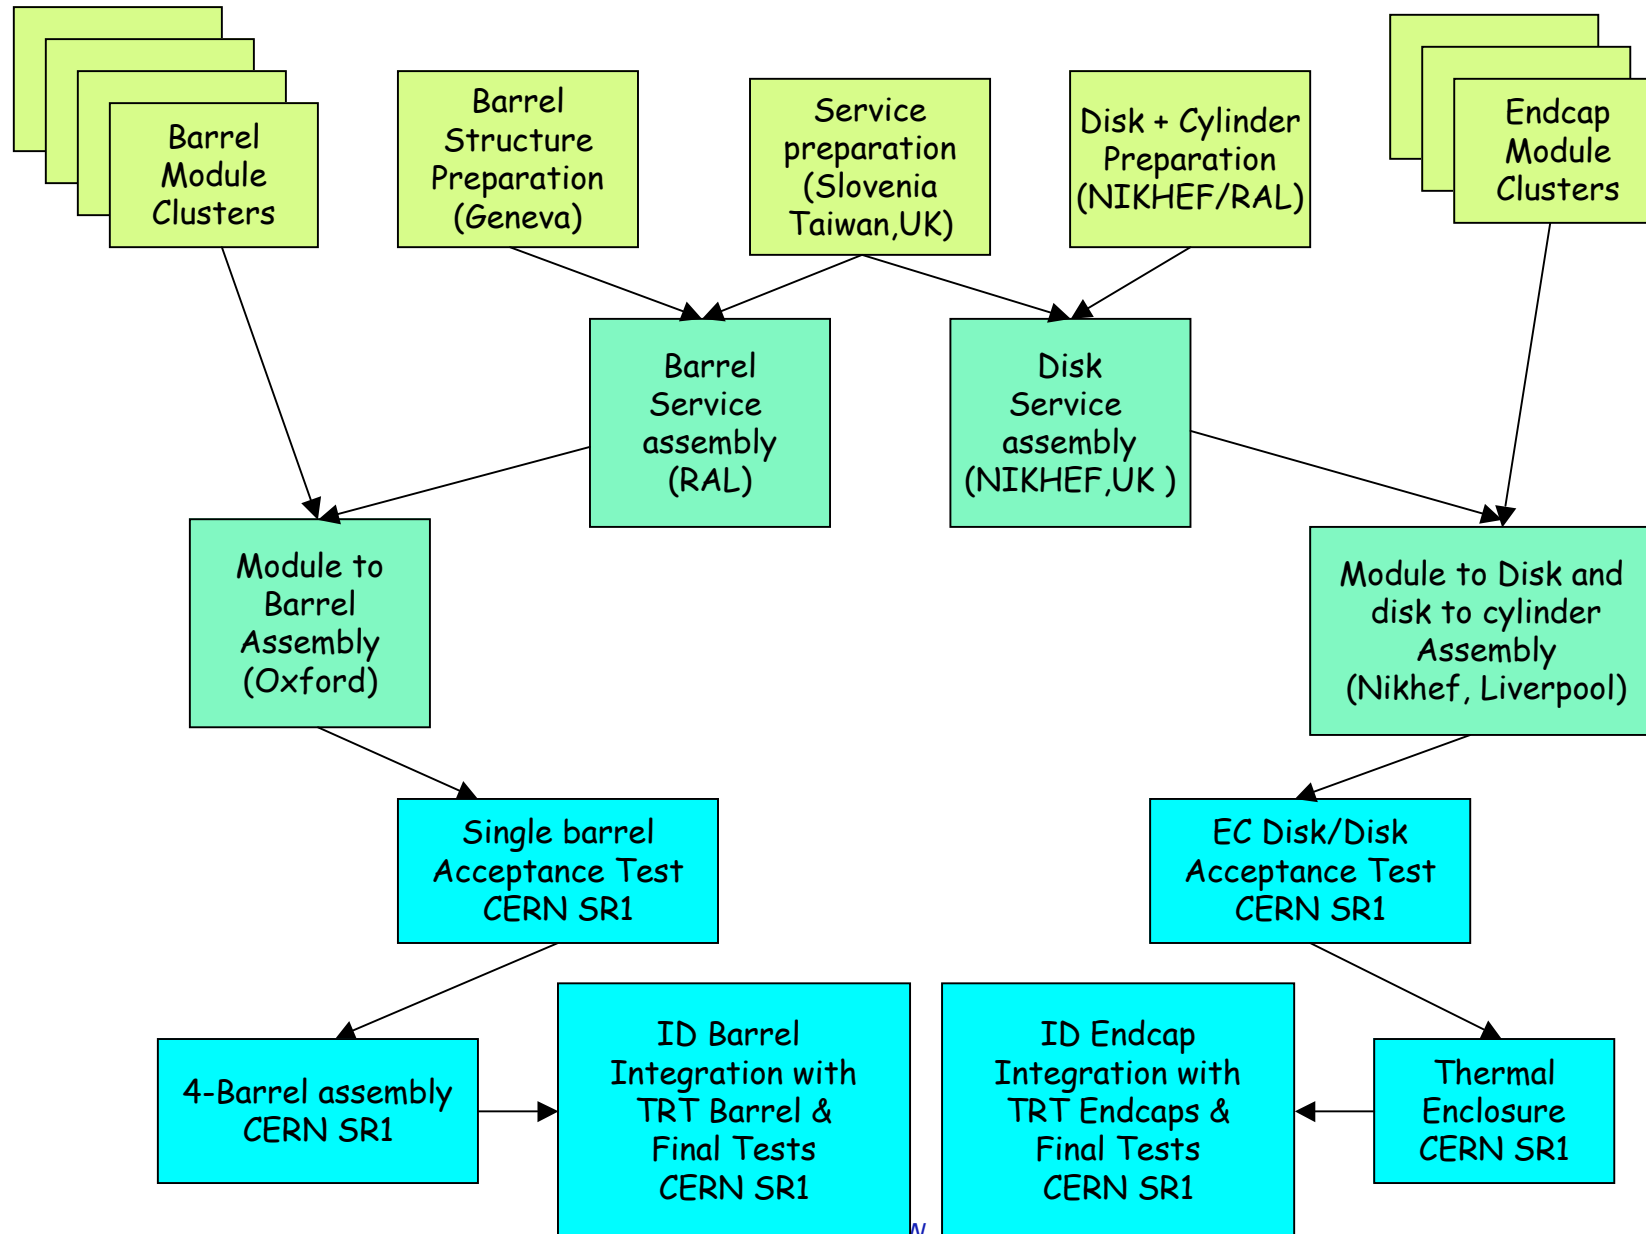 Barrel
Module
Clusters
Barrel
Structure
Preparation
(Geneva)
Service
preparation
(Slovenia
Taiwan,UK)
Disk + Cylinder
Preparation
(NIKHEF/RAL)
Endcap
Module
Clusters
Barrel
Service
assembly
(RAL)
Disk
Service
assembly
(NIKHEF,UK )
Module to
Barrel
Assembly
(Oxford)
Module to Disk and
disk to cylinder
Assembly
(Nikhef, Liverpool)
Single barrel
Acceptance Test
CERN SR1
EC Disk/Disk
Acceptance Test
CERN SR1
4-Barrel assembly
CERN SR1
ID Barrel
Integration with
TRT Barrel &
Final Tests
CERN SR1
ID Endcap
Integration with
TRT Endcaps &
Final Tests
CERN SR1
Thermal
Enclosure
CERN SR1